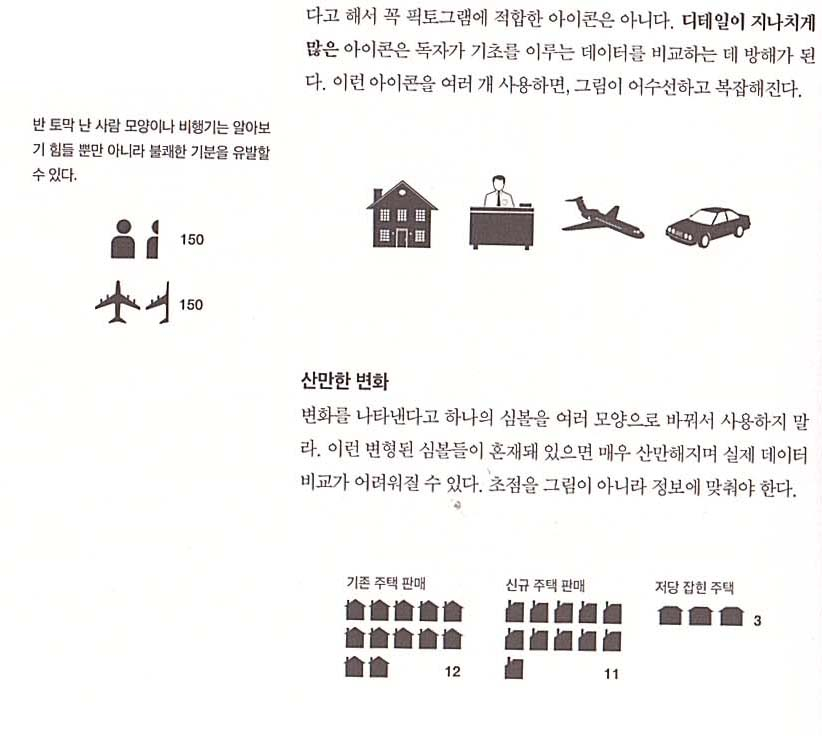 다고 해서 꼭 픽토그램에 적합한 아이콘은 아니다. 디테일이 지나치게
많은 아이콘은 독자가 기초를 이루는 데이터를 비교하는 데 방해가 된
다. 이런 아이콘을 여러 개 사용하면, 그림이 어수선하고 복잡해진다.
반 토막 난 사람 모양이나 비행기는 알아보
기 힘들 뿐만 아니라 불쾌한 기분을 유발할
수 있다.
150
150
산만한 변화
변화를 나타낸다고 하나의 심볼을 여러 모양으로 바꿔서 사용하지 말
라. 이런 변형된 심볼들이 혼재돼 있으면 매우 산만해지며 실제 데이터
비교가 어려워질 수 있다. 초점을 그림이 아니라 정보에 맞춰야 한다.
기존 주택 판매
12
신규 주택 판매
11
저당 잡힌 주택
3